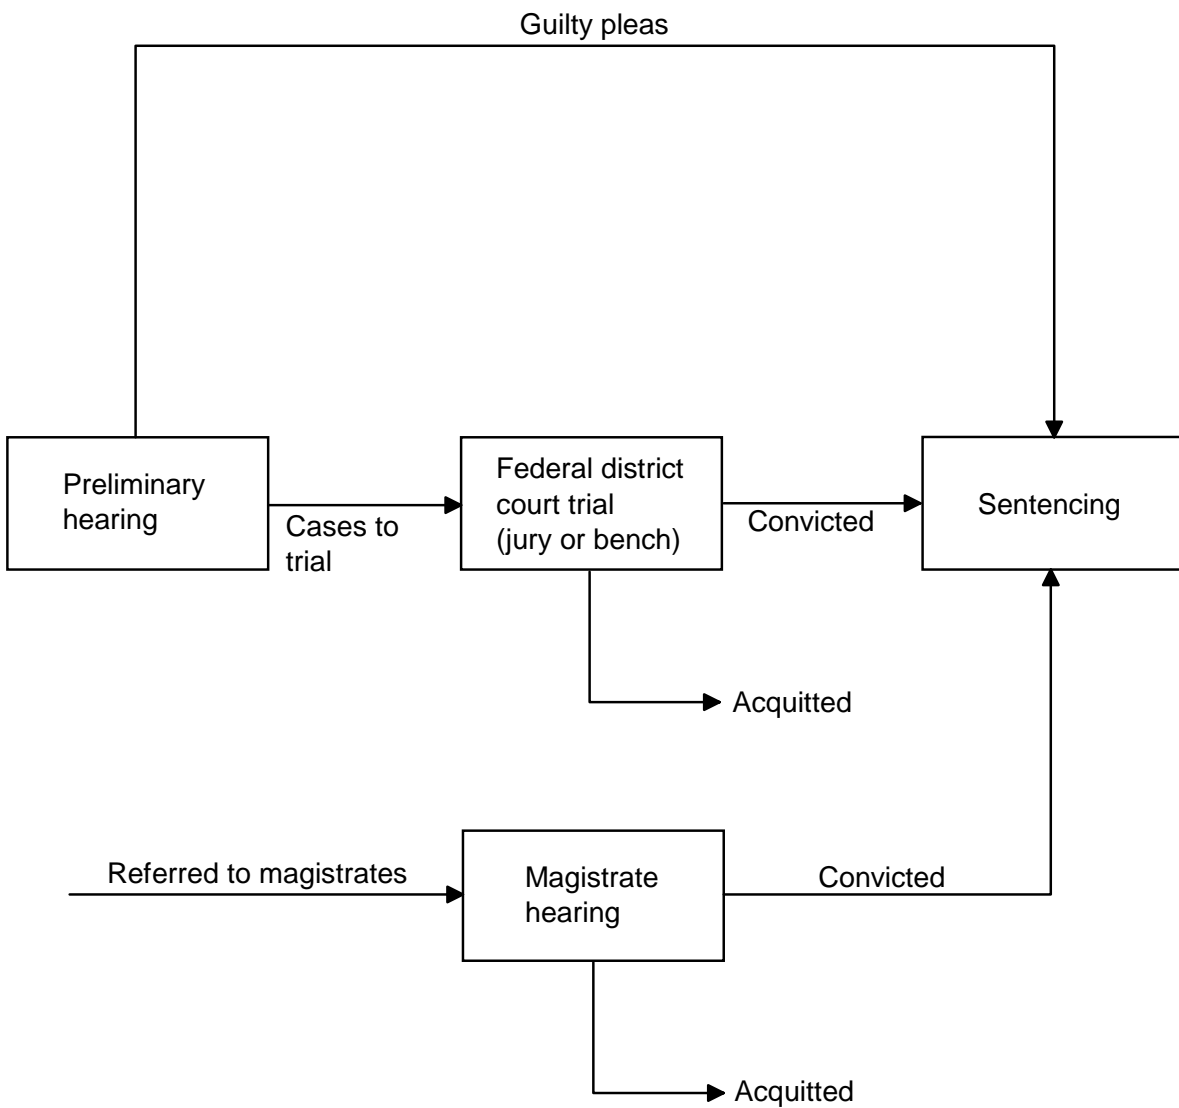 Guilty pleas
Preliminary
hearing
Cases to
trial
Federal district
court trial
(jury or bench)
Convicted
Sentencing
Acquitted
Referred to magistrates
Magistrate
hearing
Convicted
Acquitted